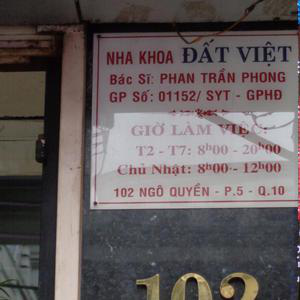 NHA KHOA ĐẤT VIỆT
Bác Sĩ: PHAN TRẦN PHONG
GP Số: 01152/ SYT - GPHĐ
GIỜ LÀM VIỆC:
T2 - T7: 8h00 - 20h00
Chủ Nhật: 8h00 - 12h00
102 NGÔ QUYỀN - P.5 - Q.10
102